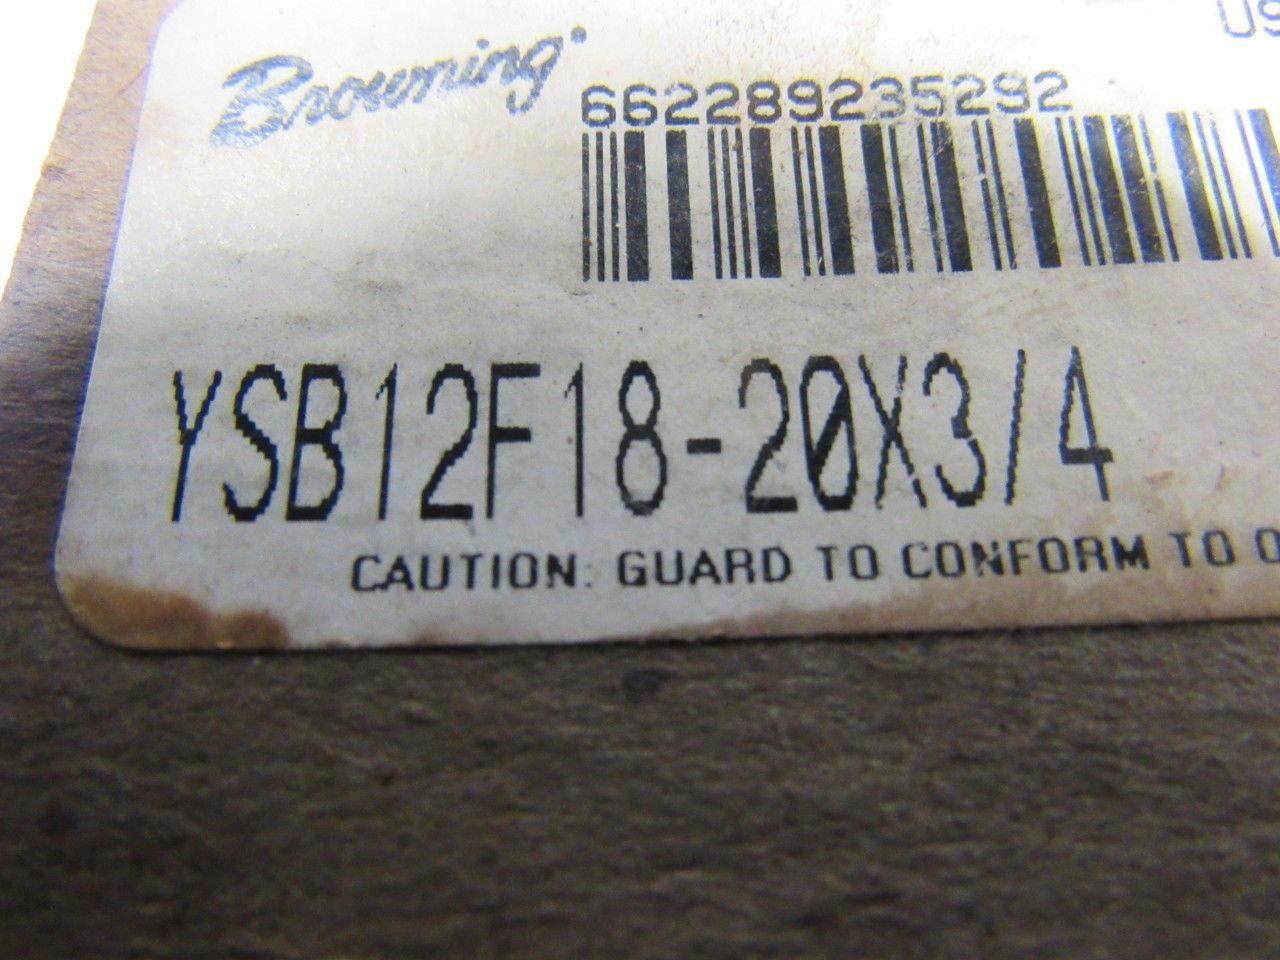 Browning
662289235292
YSB12F18-20X3/4
CAUTION: GUARD TO CONFORM TO